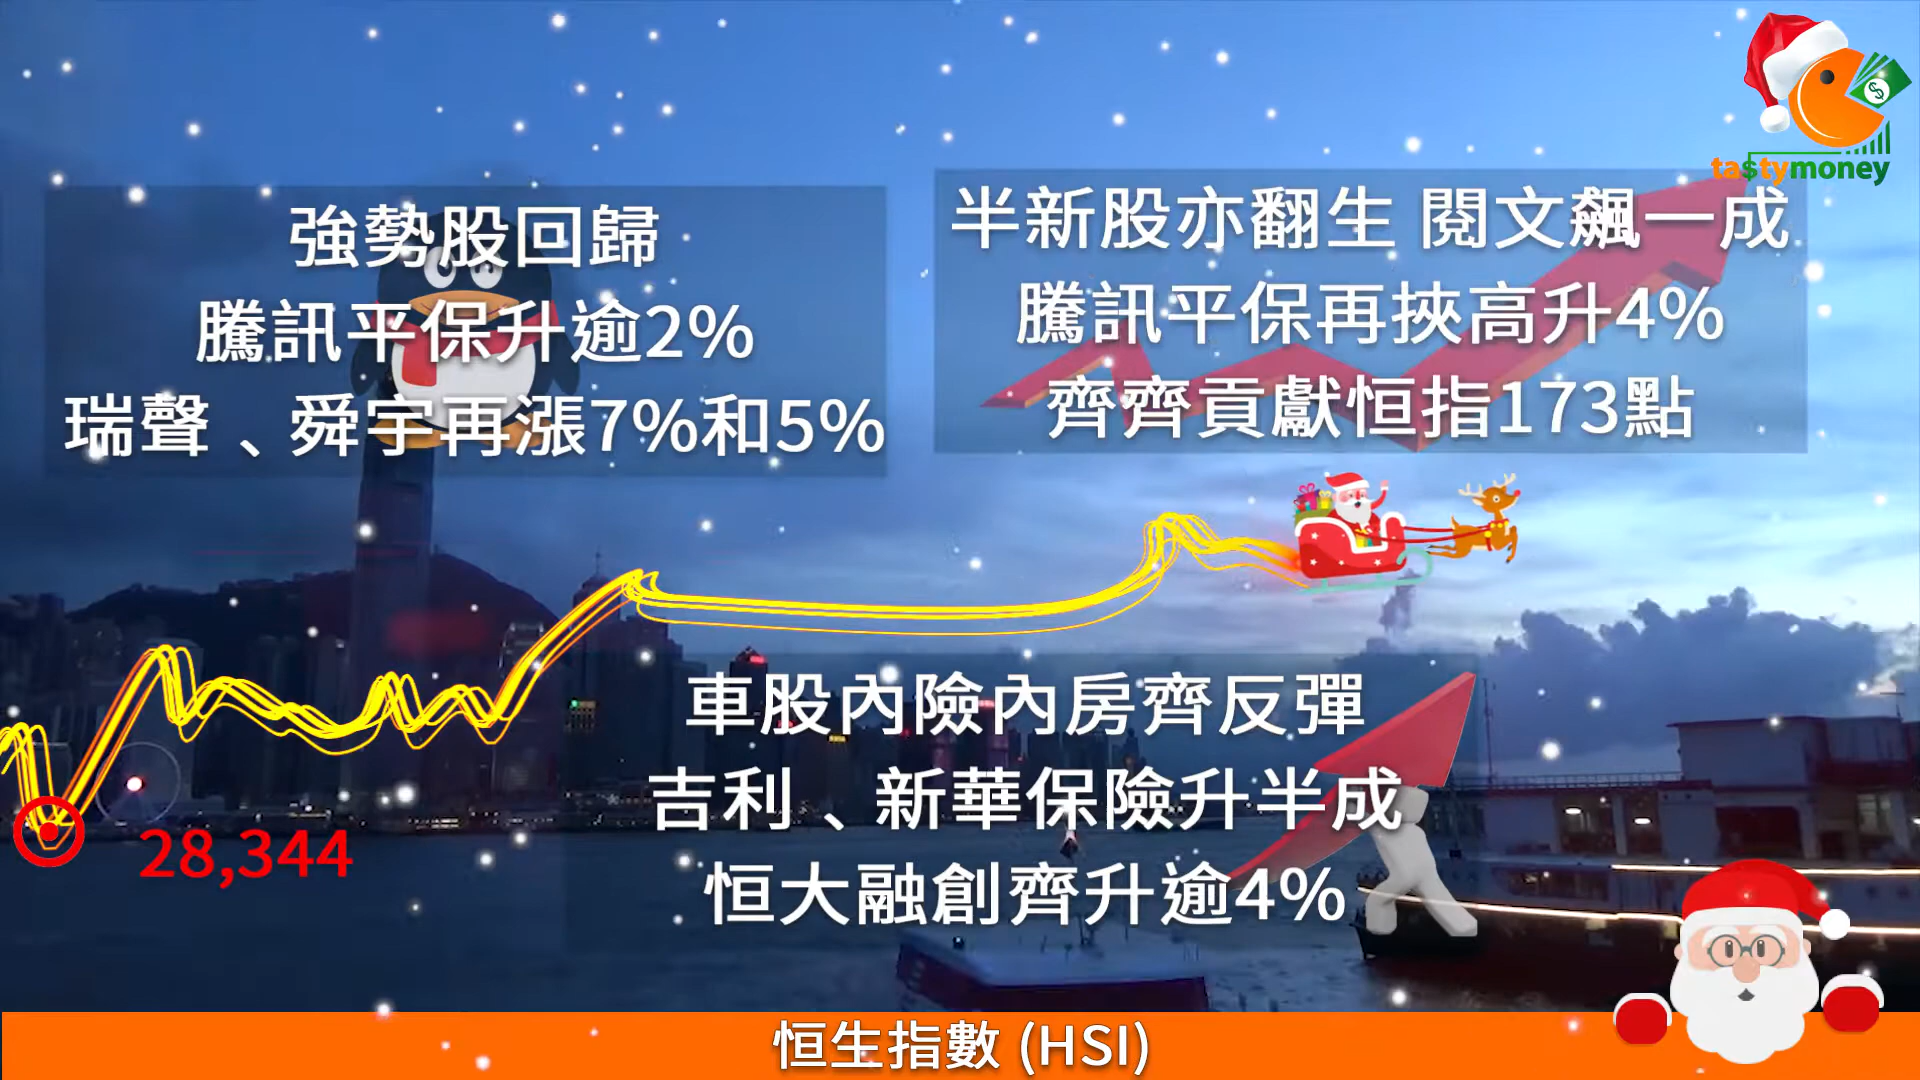 tastymoney
強勢股回歸
騰訊平保升逾2%
瑞聲、舜宇再漲7%和5%
半新股亦翻生 閱文飆一成
騰訊平保再挾高升4%
齊齊貢獻恒指173點
車股內險內房齊反彈
吉利、新華保險升半成
恒大融創齊升逾4%
28,344
恒生指數 (HSI)